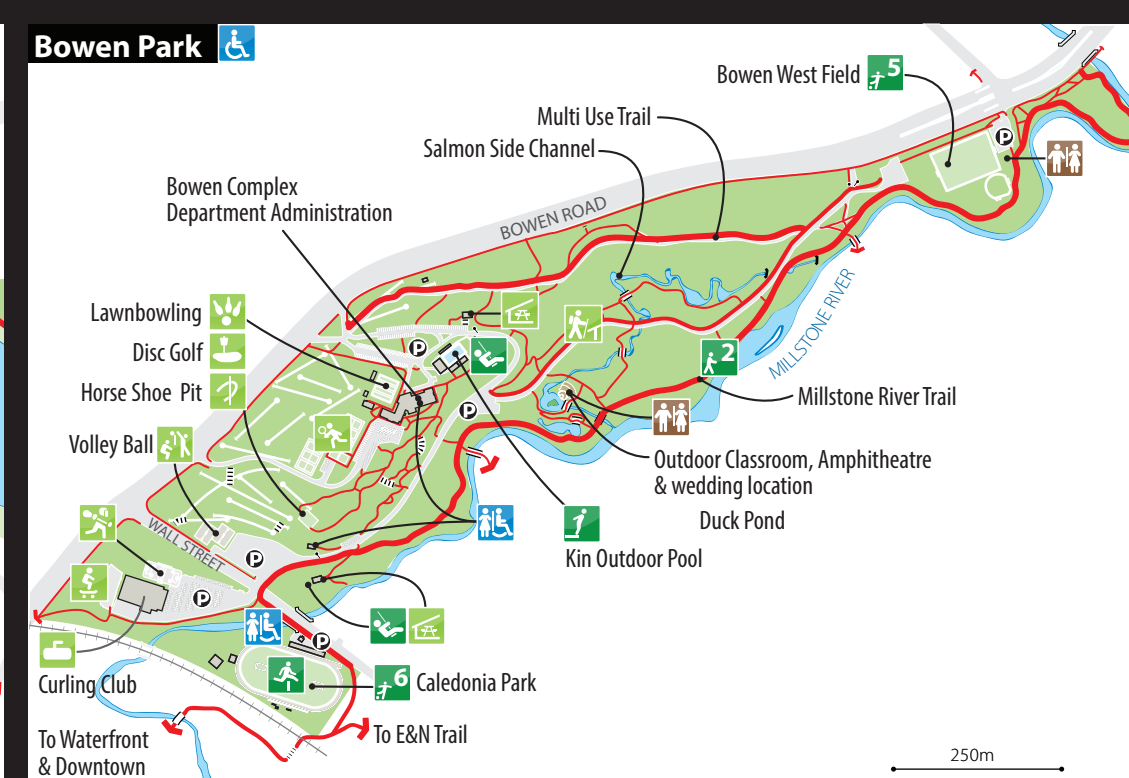 Bowen Park
Bowen West Field
5
Multi Use Trail
Salmon Side Channel
Bowen Complex
Department Administration
BOWEN ROAD
P
Lawnbowling
Disc Golf
Horse Shoe Pit
Volley Ball
P
P
2
MILLSTONE RIVER
Millstone River Trail
Outdoor Classroom, Amphitheatre
& wedding location
Duck Pond
Kin Outdoor Pool
WALL STREET
P
P
P
Curling Club
6
Caledonia Park
To E&N Trail
To Waterfront
& Downtown
250m